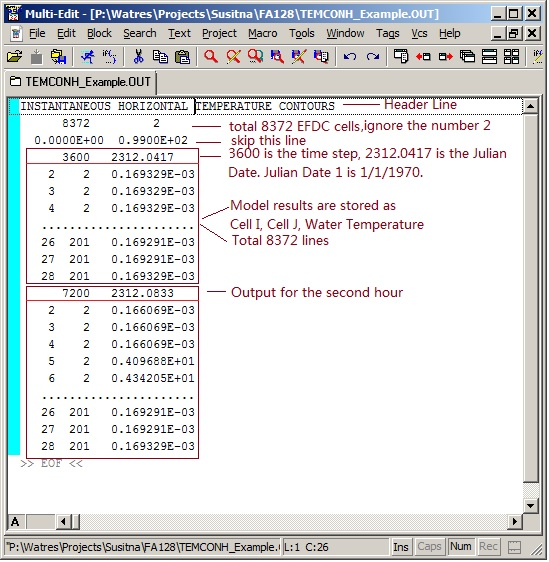 Multi-Edit - [P:\Watres\Projects\Susitna\FA128\TEMCONH_Example.OUT]
File Edit Block Search Text Project Macro Tools Window Tags Vcs Help
TEMCONH_Example.OUT
INSTANTANEOUS HORIZONTAL TEMPERATURE CONTOURS Header Line
8372 2 total 8372 EFDC cells,ignore the number 2
0.0000E+00 0.9900E+02 skip this line
3600 2312.0417 3600 is the time step, 2312.0417 is the Julian
Date. Julian Date 1 is 1/1/1970.
2 2 0.169329E-03
3 2 0.169329E-03
4 2 0.169329E-03 Model results are stored as
Cell I, Cell J, Water Temperature
.......................
26 201 0.169291E-03 Total 8372 lines
27 201 0.169291E-03
28 201 0.169329E-03
7200 2312.0833 Output for the second hour
2 2 0.166069E-03
3 2 0.166069E-03
4 2 0.166069E-03
5 2 0.409688E+01
6 2 0.434205E+01
.......................
26 201 0.169291E-03
27 201 0.169291E-03
28 201 0.169329E-03
>> EOF <<
A
"P:\Watres\Projects\Susitna\FA128\TEMCONH_Example.( L:1 C:26 Ins Caps Num Rec